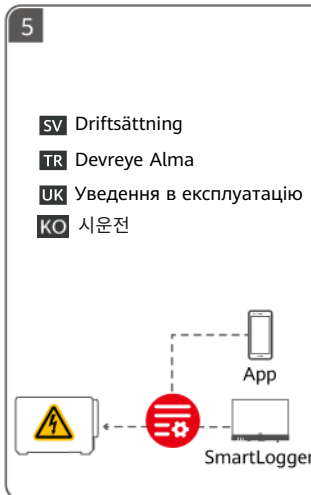 5
SV Driftsättning
TR Devreye Alma
UK Уведення в експлуатацію
KO 시운전
App
SmartLogger